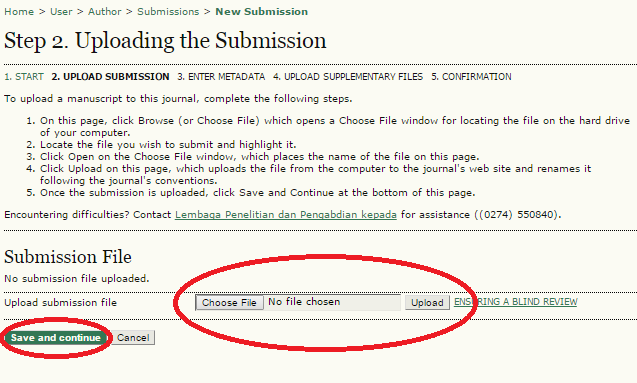 Home > User > Author > Submissions > New Submission
Step 2. Uploading the Submission
1. START 2. UPLOAD SUBMISSION 3. ENTER METADATA 4. UPLOAD SUPPLEMENTARY FILES 5. CONFIRMATION
To upload a manuscript to this journal, complete the following steps.
1. On this page, click Browse (or Choose File) which opens a Choose File window for locating the file on the hard drive
of your computer.
2. Locate the file you wish to submit and highlight it.
3. Click Open on the Choose File window, which places the name of the file on this page.
4. Click Upload on this page, which uploads the file from the computer to the journal's web site and renames it
following the journal's conventions.
5. Once the submission is uploaded, click Save and Continue at the bottom of this page.
Encountering difficulties? Contact Lembaga Penelitian dan Pengabdian kepada for assistance ((0274) 550840).
Submission File
No submission file uploaded.
Upload submission file Choose File No file chosen Upload ENSURING A BLIND REVIEW
Save and continue Cancel